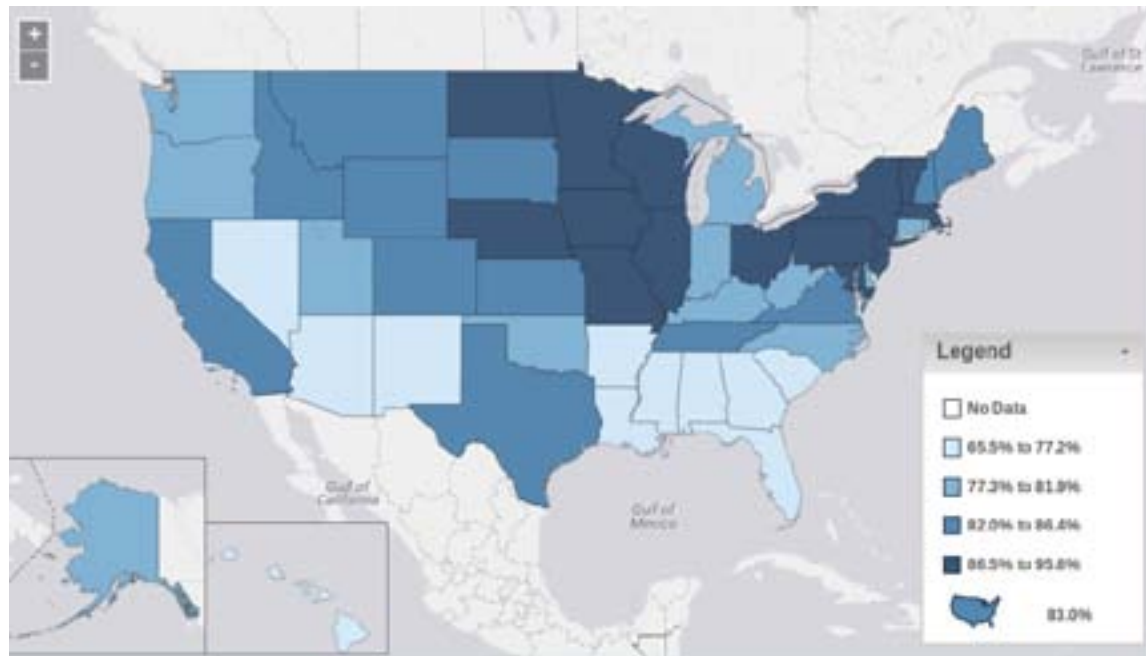 +
-
Gulf of St
Lawrence
Gulf of
California
Gulf of
Mexico
Legend -
No Data
65.5% to 77.2%
77.3% to 81.9%
82.0% to 86.4%
86.5% to 95.8%
83.0%